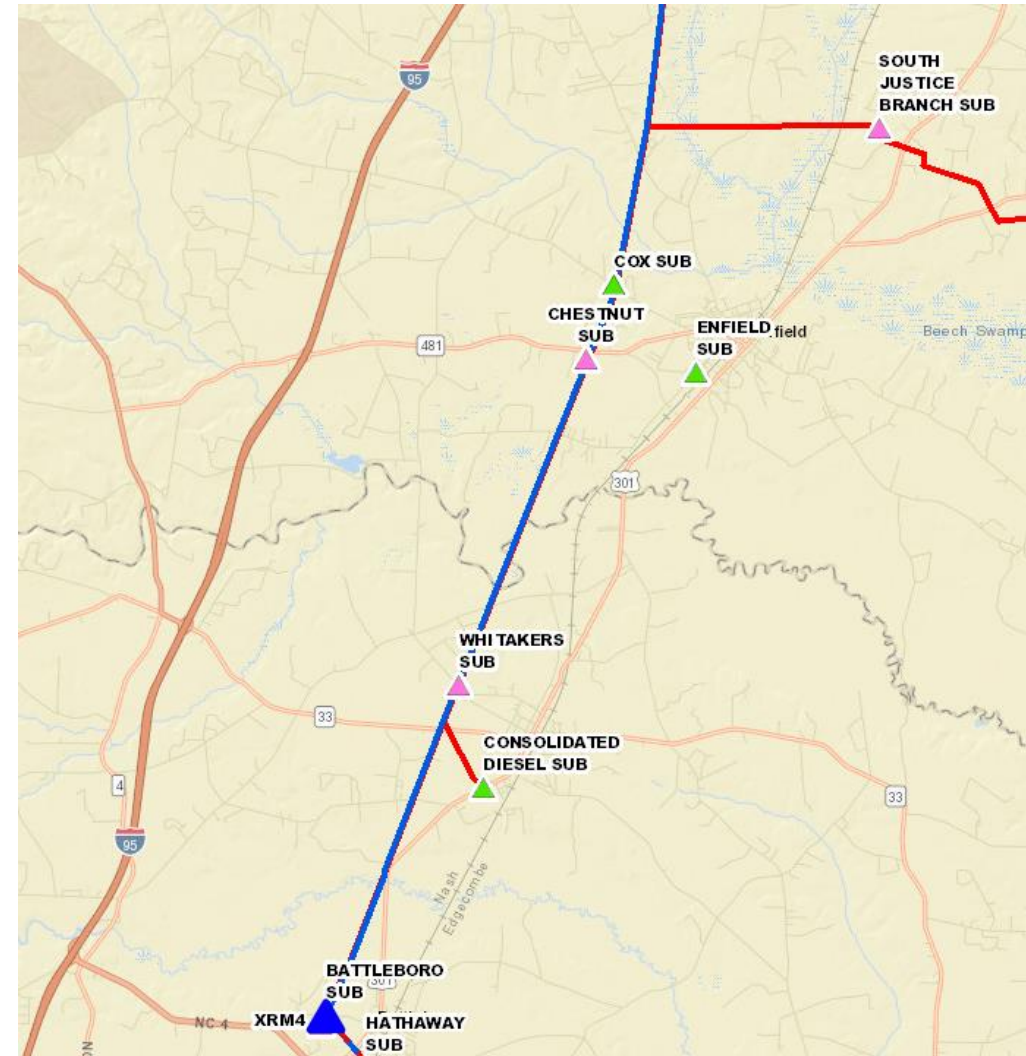 95
SOUTH
JUSTICE
BRANCH SUB
COX SUB
CHESTNUT
SUB
ENFIELD
SUB
field
Beech Swamp
481
301
WHITAKERS
SUB
33
CONSOLIDATED
DIESEL SUB
4
33
95
Nash
Edgecombe
BATTLEBORO
SUB
301
XRM4
HATHAWAY
SUB
NC 4